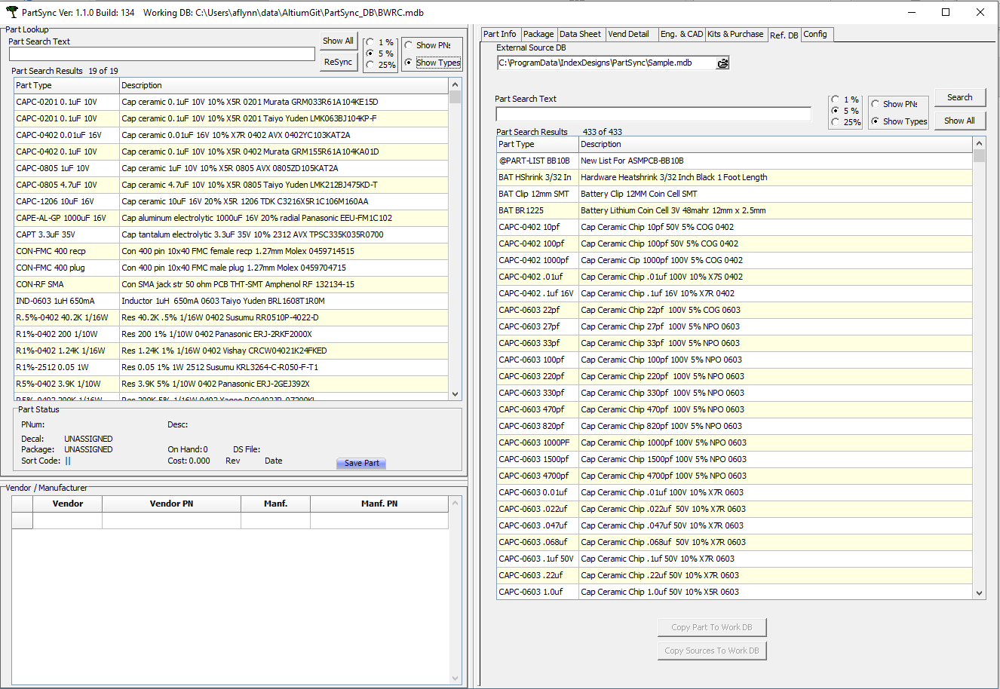 PartSync Ver: 1.1.0 Build: 134    Working DB: C:\Users\aflynn\data\AltiumGit\PartSync_DB\BWRC.mdb
Part Lookup
Part Search Text
Show All
ReSync
1 %
5 %
25%
Show PNs
Show Types
Part Search Results   19 of 19
Part Type    Description
CAPC-0201 0.1uF 10V    Cap ceramic 0.1uF 10V 10% X5R 0201 Murata GRM033R61A104KE15D
CAPC-0201 0.1uF 10V    Cap ceramic 0.1uF 10V 10% X5R 0201 Taiyo Yuden LMK063BJ104KP-F
CAPC-0402 0.01uF 16V    Cap ceramic 0.01uF 16V 10% X7R 0402 AVX 0402YC103KAT2A
CAPC-0402 0.1uF 10V    Cap ceramic 0.1uF 10V 10% X5R 0402 Murata GRM155R61A104KA01D
CAPC-0805 1uF 10V    Cap ceramic 1uF 10V 10% X5R 0805 AVX 0805ZD105KAT2A
CAPC-0805 4.7uF 10V    Cap ceramic 4.7uF 10V 10% X5R 0805 Taiyo Yuden LMK212BJ475KD-T
CAPC-1206 10uF 16V    Cap ceramic 10uF 16V 20% X5R 1206 TDK C3216X5R1C106M160AA
CAPE-AL-GP 1000uF 16V    Cap aluminum electrolytic 1000uF 16V 20% radial Panasonic EEU-FM1C102
CAPT 3.3uF 35V    Cap tantalum electrolytic 3.3uF 35V 10% 2312 AVX TPSC335K035R0700
CON-FMC 400 recp    Con 400 pin 10x40 FMC female recp 1.27mm Molex 0459714515
CON-FMC 400 plug    Con 400 pin 10x40 FMC male plug 1.27mm Molex 0459704715
CON-RF SMA    Con SMA jack str 50 ohm PCB THT-SMT Amphenol RF 132134-15
IND-0603 1uH 650mA    Inductor 1uH  650mA 0603 Taiyo Yuden BRL1608T1R0M
R.5%-0402 40.2K 1/16W    Res 40.2K .5% 1/16W 0402 Susumu RR0510P-4022-D
R1%-0402 200 1/10W    Res 200 1% 1/10W 0402 Panasonic ERJ-2RKF2000X
R1%-0402 1.24K 1/16W    Res 1.24K 1% 1/16W 0402 Vishay CRCW04021K24FKED
R1%-2512 0.05 1W    Res 0.05 1% 1W 2512 Susumu KRL3264-C-R050-F-T1
R5%-0402 3.9K 1/10W    Res 3.9K 5% 1/10W 0402 Panasonic ERJ-2GEJ392X
R5%-0402 200K 1/16W    Res 200K 5% 1/16W 0402 Yageo RC0402JR-07200KL
Part Status
PNum:    Desc:
Decal:    UNASSIGNED
Package:    UNASSIGNED    On Hand: 0    DS File:
Sort Code: ||    Cost: 0.000    Rev    Date    Save Part
Vendor / Manufacturer
Vendor    Vendor PN    Manf.    Manf. PN
Part Info    Package    Data Sheet    Vend Detail    Eng. & CAD    Kits & Purchase    Ref. DB    Config
External Source DB
C:\ProgramData\IndexDesigns\PartSync\Sample.mdb
Part Search Text
1 %
5 %
25%
Show PNs
Show Types
Search
Show All
Part Search Results    433 of 433
Part Type    Description
@PART-LIST BB10B    New List For ASMPCB-BB10B
BAT HShrink 3/32 In    Hardware Heatshrink 3/32 Inch Black 1 Foot Length
BAT Clip 12mm SMT    Battery Clip 12MM Coin Cell SMT
BAT BR1225    Battery Lithium Coin Cell 3V 48mahr 12mm x 2.5mm
CAPC-0402 10pf    Cap Ceramic Chip 10pf 50V 5% COG 0402
CAPC-0402 100pf    Cap Ceramic Chip 100pf 50V 5% COG 0402
CAPC-0402 1000pf    Cap Ceramic Cip 1000pf 100V 5% COG 0402
CAPC-0402 .01uf    Cap Ceramic Chip .01uf 100V 10% X7S 0402
CAPC-0402 .1uf 16V    Cap Ceramic Chip .1uf 16V 10% X7R 0402
CAPC-0603 22pf    Cap Ceramic Chip 22pf  100V 5% COG 0603
CAPC-0603 27pf    Cap Ceramic Chip 27pf  100V 5% NPO 0603
CAPC-0603 33pf    Cap Ceramic Chip 33pf  100V 5% NPO 0603
CAPC-0603 100pf    Cap Ceramic Chip 100pf 100V 5% NPO 0603
CAPC-0603 220pf    Cap Ceramic Chip 220pf  100V 5% NPO 0603
CAPC-0603 330pf    Cap Ceramic Chip 330pf  100V 5% NPO 0603
CAPC-0603 470pf    Cap Ceramic Chip 470pf  100V 5% NPO 0603
CAPC-0603 820pf    Cap Ceramic Chip 820pf 100V 5% NPO 0603
CAPC-0603 1000PF    Cap Ceramic Chip 1000pf 100V 5% NPO 0603
CAPC-0603 1500pf    Cap Ceramic Chip 1500pf 100V 5% NPO 0603
CAPC-0603 4700pf    Cap Ceramic Chip 4700pf 100V 5% NPO 0603
CAPC-0603 0.01uf    Cap Ceramic Chip .01uf 100V 10% X7R 0603
CAPC-0603 .022uf    Cap Ceramic Chip .022uf  50V 10% X7R 0603
CAPC-0603 .047uf    Cap Ceramic Chip .047uf 50V 10% X7R 0603
CAPC-0603 .068uf    Cap Ceramic Chip .068uf  50V 10% X7R 0603
CAPC-0603 .1uf 50V    Cap Ceramic Chip .1uf 50V 10% X7R 0603
CAPC-0603 .22uf    Cap Ceramic Chip .22uf 50V 10% X7R 0603
CAPC-0603 1.0uf    Cap Ceramic Chip 1.0uf 50V 10% X5R 0603
Copy Part To Work DB
Copy Sources To Work DB